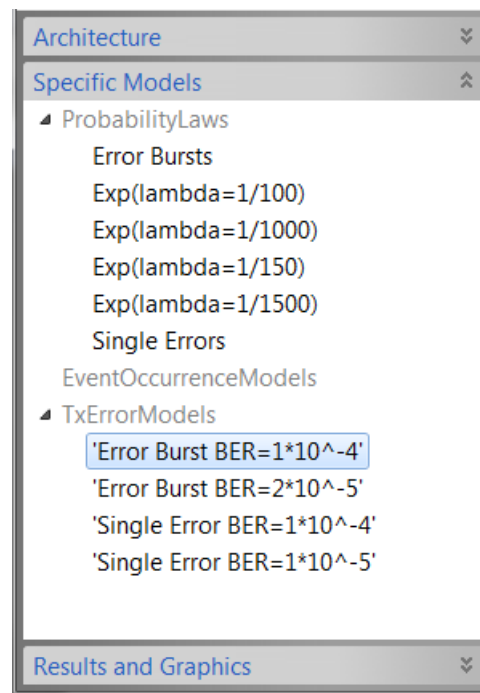 Architecture
Specific Models
ProbabilityLaws
Error Bursts
Exp(lambda=1/100)
Exp(lambda=1/1000)
Exp(lambda=1/150)
Exp(lambda=1/1500)
Single Errors
EventOccurrenceModels
TxErrorModels
'Error Burst BER=1*10^-4'
'Error Burst BER=2*10^-5'
'Single Error BER=1*10^-4'
'Single Error BER=1*10^-5'
Results and Graphics